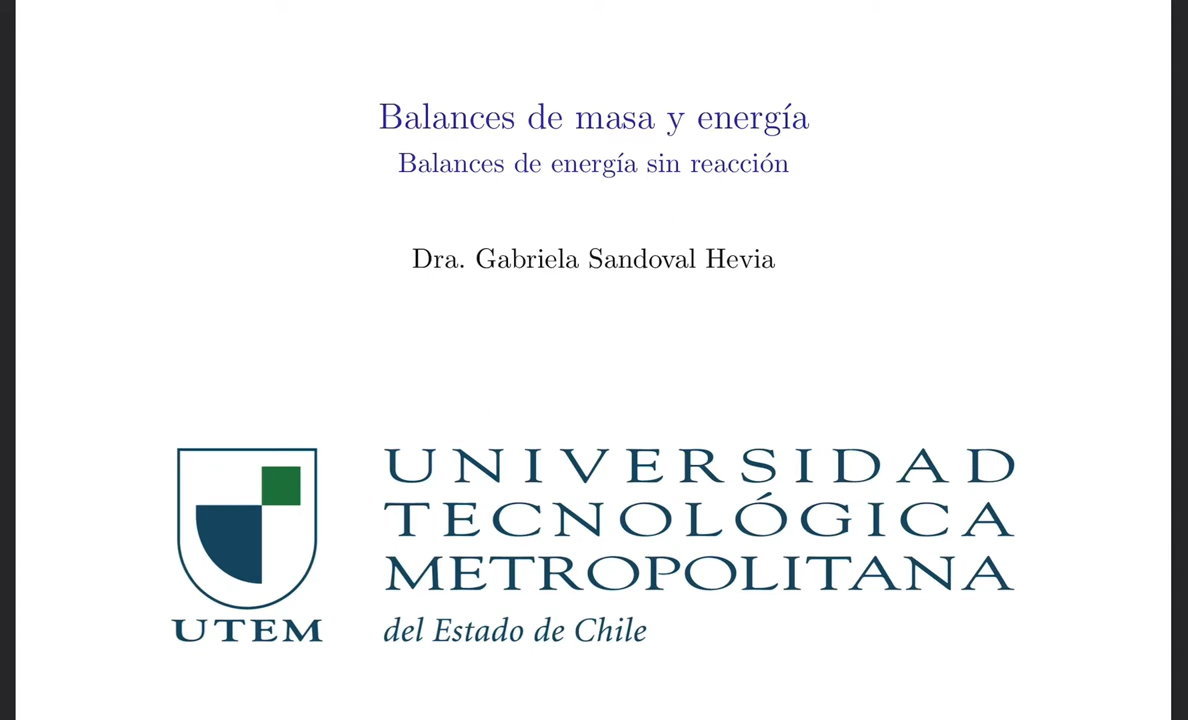 Balances de masa y energía
Balances de energía sin reacción
Dra. Gabriela Sandoval Hevia
UNIVERSIDAD
TECNOLÓGICA
METROPOLITANA
del Estado de Chile
UTEM